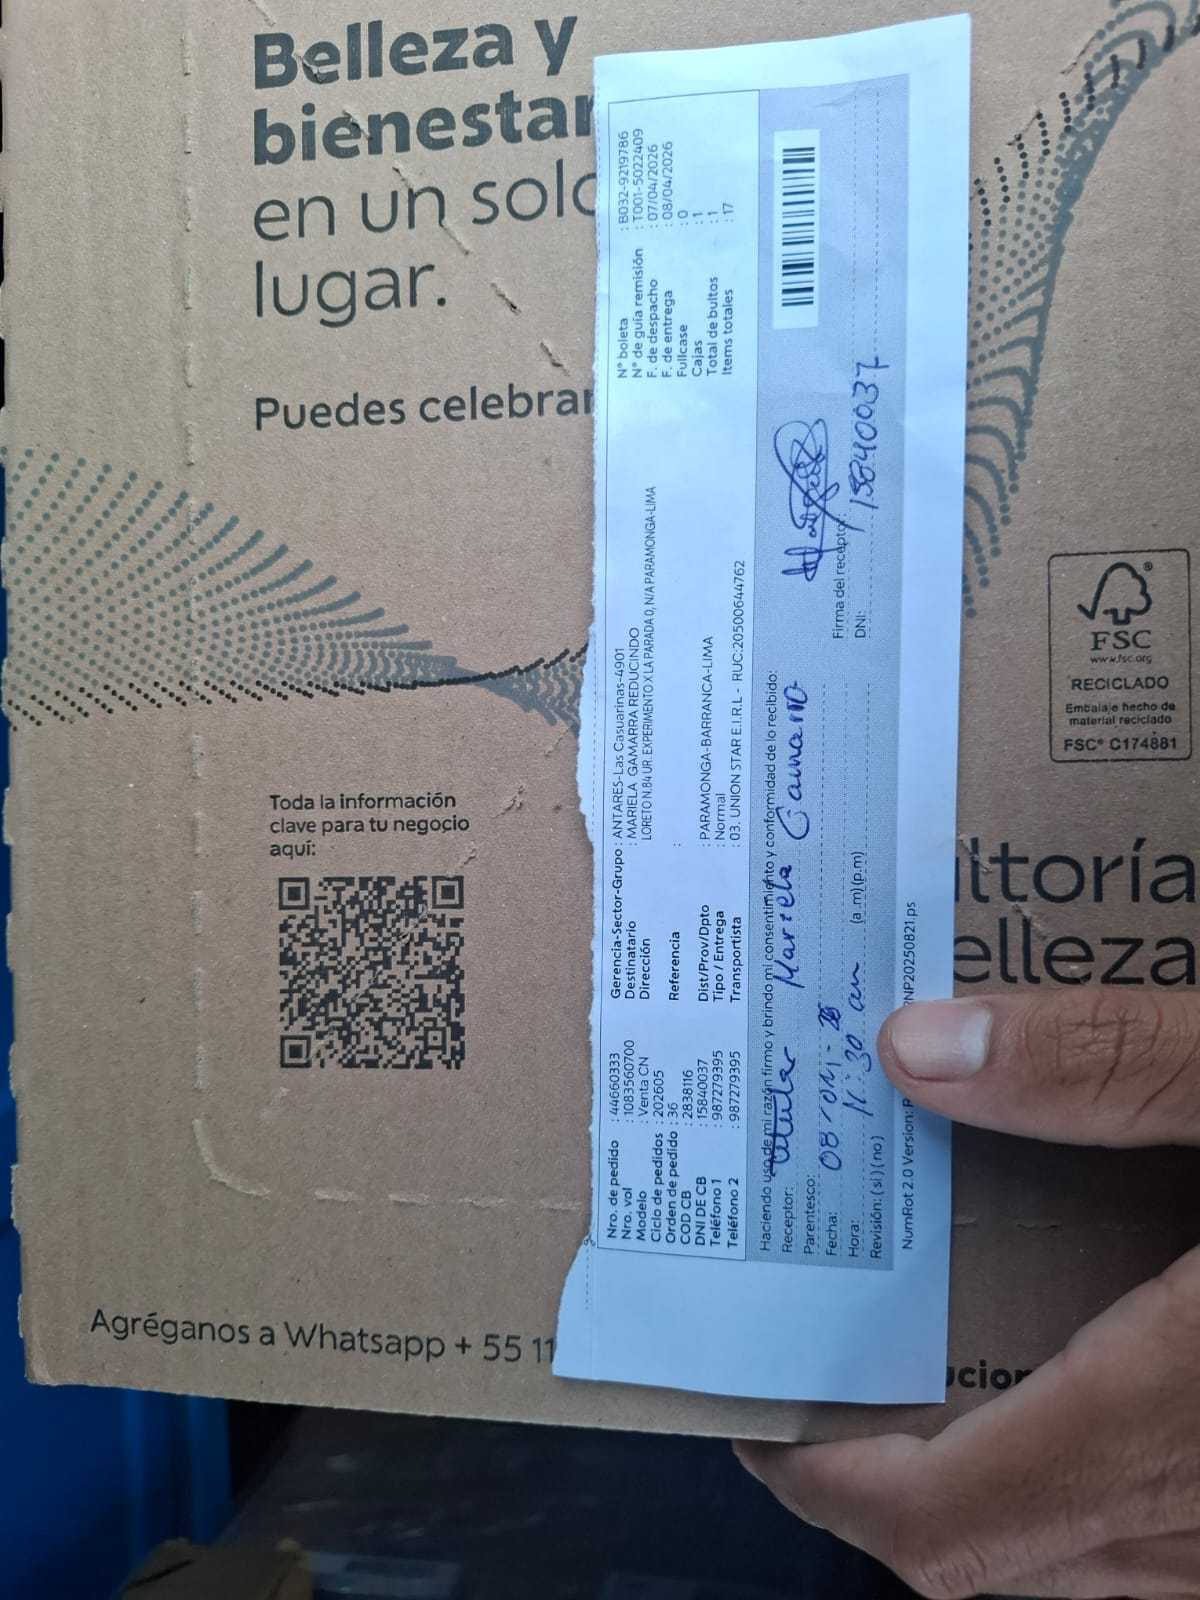 Belleza y
bienestar
en un solo
lugar.
Puedes celebrar
Toda la información
clave para tu negocio
aquí:
Agréganos a Whatsapp + 55 11
Nro. de pedido : 44660333
Nro. vol : 1083560700
Modelo : Venta CN
Ciclo de pedidos : 202605
Orden de pedido : 36
COD CB : 2838116
DNI DE CB : 15840037
Teléfono 1 : 987279395
Teléfono 2 : 987279395
Gerencia-Sector-Grupo : ANTARES-Las Casuarinas-4901
Destinatario : MARIELA GAMARRA REDUCINDO
Dirección LORETO N.84 UR. EXPERIMENTO X LA PARADA 0, N/A PARAMONGA-LIMA
Referencia :
Dist/Prov/Dpto : PARAMONGA-BARRANCA-LIMA
Tipo / Entrega : Normal
Transportista : 03. UNION STAR E.I.R.L - RUC:20500644762
N° boleta : B032-9219786
N° de guía remisión : T001-5022409
F. de despacho : 07/04/2026
F. de entrega : 08/04/2026
Fullcase : 0
Cajas : 1
Total de bultos : 1
Items totales : 17
Haciendo uso de mi razón firmo y brindo mi consentimiento y conformidad de lo recibido:
Receptor: titular Mariela Gamarra
Parentesco:
Fecha: 08-04-26
Hora: 11:30 am (a.m)(p.m)
Revisión: (si) (no)
Firma del receptor:
DNI: 15840037
NumRot 2.0 Version: RNP20250821.ps
FSC®
www.fsc.org
RECICLADO
Embalaje hecho de
material reciclado
FSC® C174881
ultoría
elleza
ucion